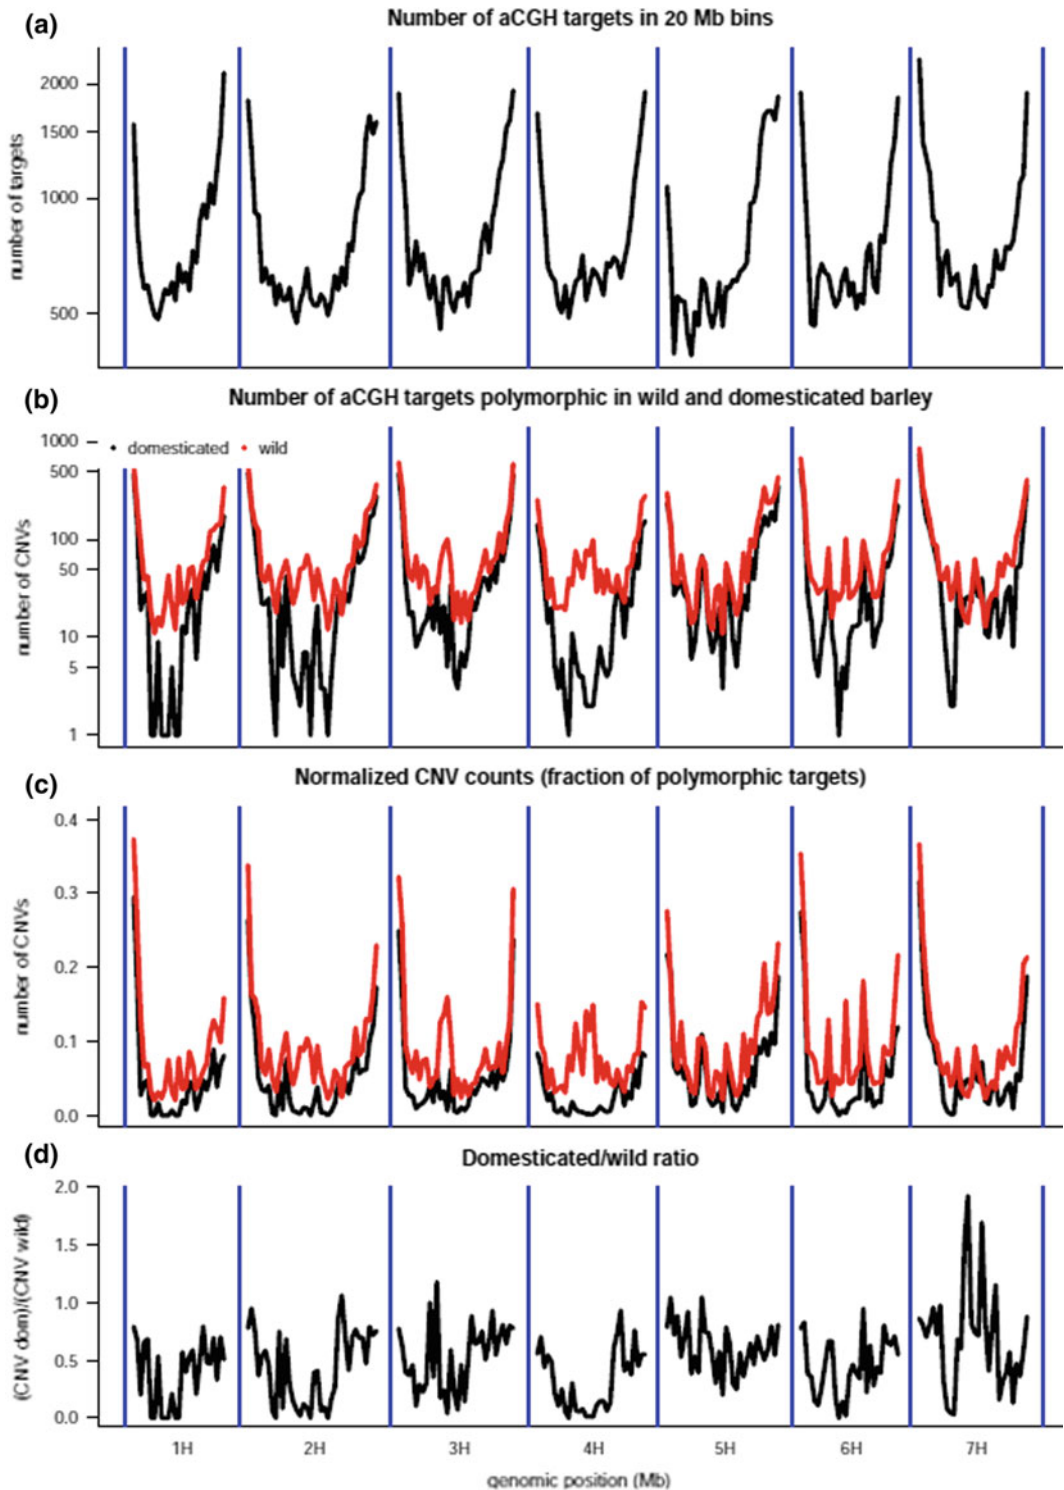 (a)
Number of aCGH targets in 20 Mb bins
number of targets
2000
1500
1000
500
(b)
Number of aCGH targets polymorphic in wild and domesticated barley
domesticated wild
number of CNVs
1000
500
100
50
10
5
1
(c)
Normalized CNV counts (fraction of polymorphic targets)
number of CNVs
0.4
0.3
0.2
0.1
0.0
(d)
Domesticated/wild ratio
(CNV dom)/(CNV wild)
2.0
1.5
1.0
0.5
0.0
1H 2H 3H 4H 5H 6H 7H
genomic position (Mb)